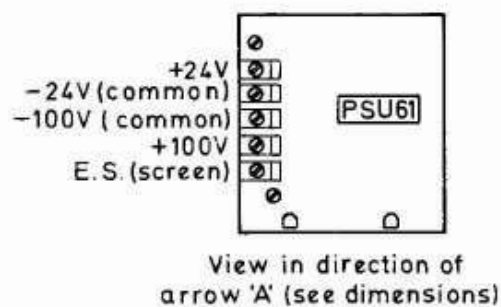 +24V
-24V (common)
-100V (common)
+100V
E.S. (screen)
PSU61
View in direction of
arrow 'A' (see dimensions)